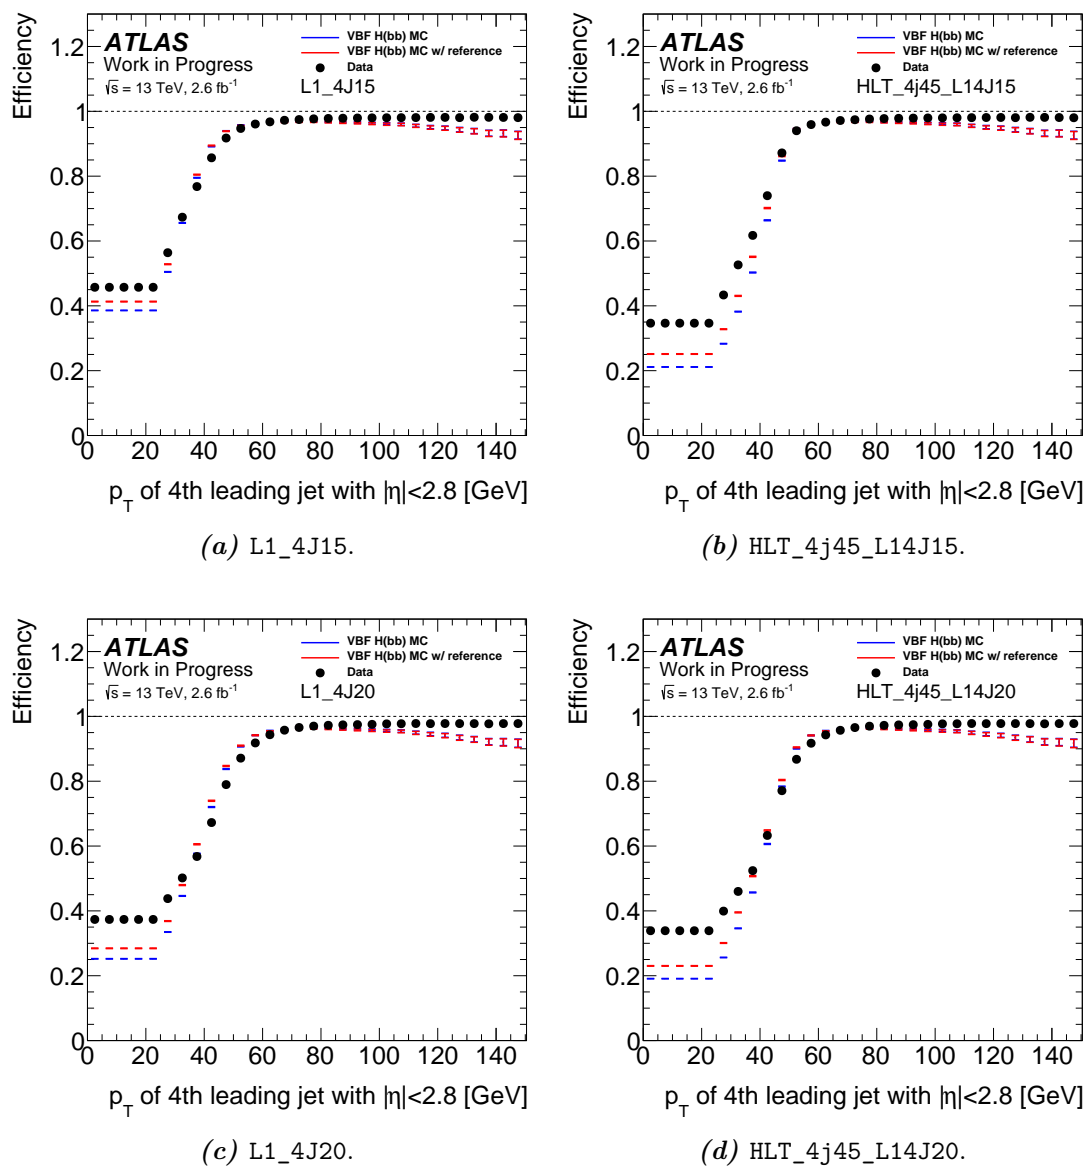 Efficiency
1.2
1
0.8
0.6
0.4
0.2
0
ATLAS
Work in Progress
√s = 13 TeV, 2.6 fb⁻¹
VBF H(bb) MC
VBF H(bb) MC w/ reference
Data
L1_4J15
0 20 40 60 80 100 120 140
p_T of 4th leading jet with |η|<2.8 [GeV]
(a) L1_4J15.
Efficiency
1.2
1
0.8
0.6
0.4
0.2
0
ATLAS
Work in Progress
√s = 13 TeV, 2.6 fb⁻¹
VBF H(bb) MC
VBF H(bb) MC w/ reference
Data
HLT_4j45_L14J15
0 20 40 60 80 100 120 140
p_T of 4th leading jet with |η|<2.8 [GeV]
(b) HLT_4j45_L14J15.
Efficiency
1.2
1
0.8
0.6
0.4
0.2
0
ATLAS
Work in Progress
√s = 13 TeV, 2.6 fb⁻¹
VBF H(bb) MC
VBF H(bb) MC w/ reference
Data
L1_4J20
0 20 40 60 80 100 120 140
p_T of 4th leading jet with |η|<2.8 [GeV]
(c) L1_4J20.
Efficiency
1.2
1
0.8
0.6
0.4
0.2
0
ATLAS
Work in Progress
√s = 13 TeV, 2.6 fb⁻¹
VBF H(bb) MC
VBF H(bb) MC w/ reference
Data
HLT_4j45_L14J20
0 20 40 60 80 100 120 140
p_T of 4th leading jet with |η|<2.8 [GeV]
(d) HLT_4j45_L14J20.